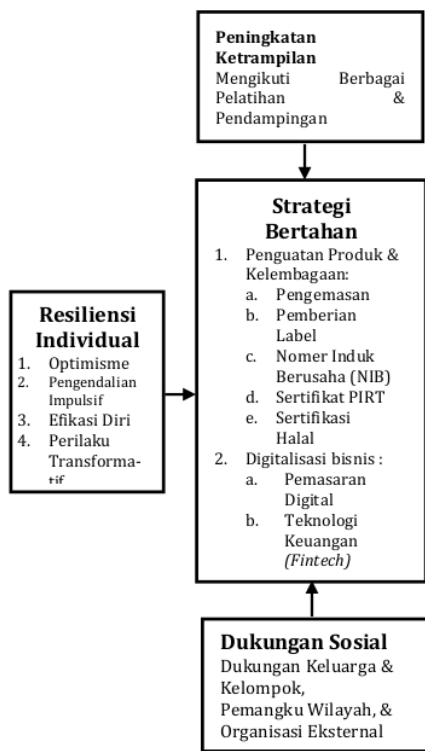 Peningkatan
Ketrampilan
Mengikuti Berbagai
Pelatihan &
Pendampingan
Strategi
Bertahan
1. Penguatan Produk &
Kelembagaan:
a. Pengemasan
b. Pemberian
Label
c. Nomer Induk
Berusaha (NIB)
d. Sertifikat PIRT
e. Sertifikasi
Halal
2. Digitalisasi bisnis :
a. Pemasaran
Digital
b. Teknologi
Keuangan
(Fintech)
Resiliensi
Individual
1. Optimisme
2. Pengendalian
Impulsif
3. Efikasi Diri
4. Perilaku
Transforma-
tif
Dukungan Sosial
Dukungan Keluarga &
Kelompok,
Pemangku Wilayah, &
Organisasi Eksternal